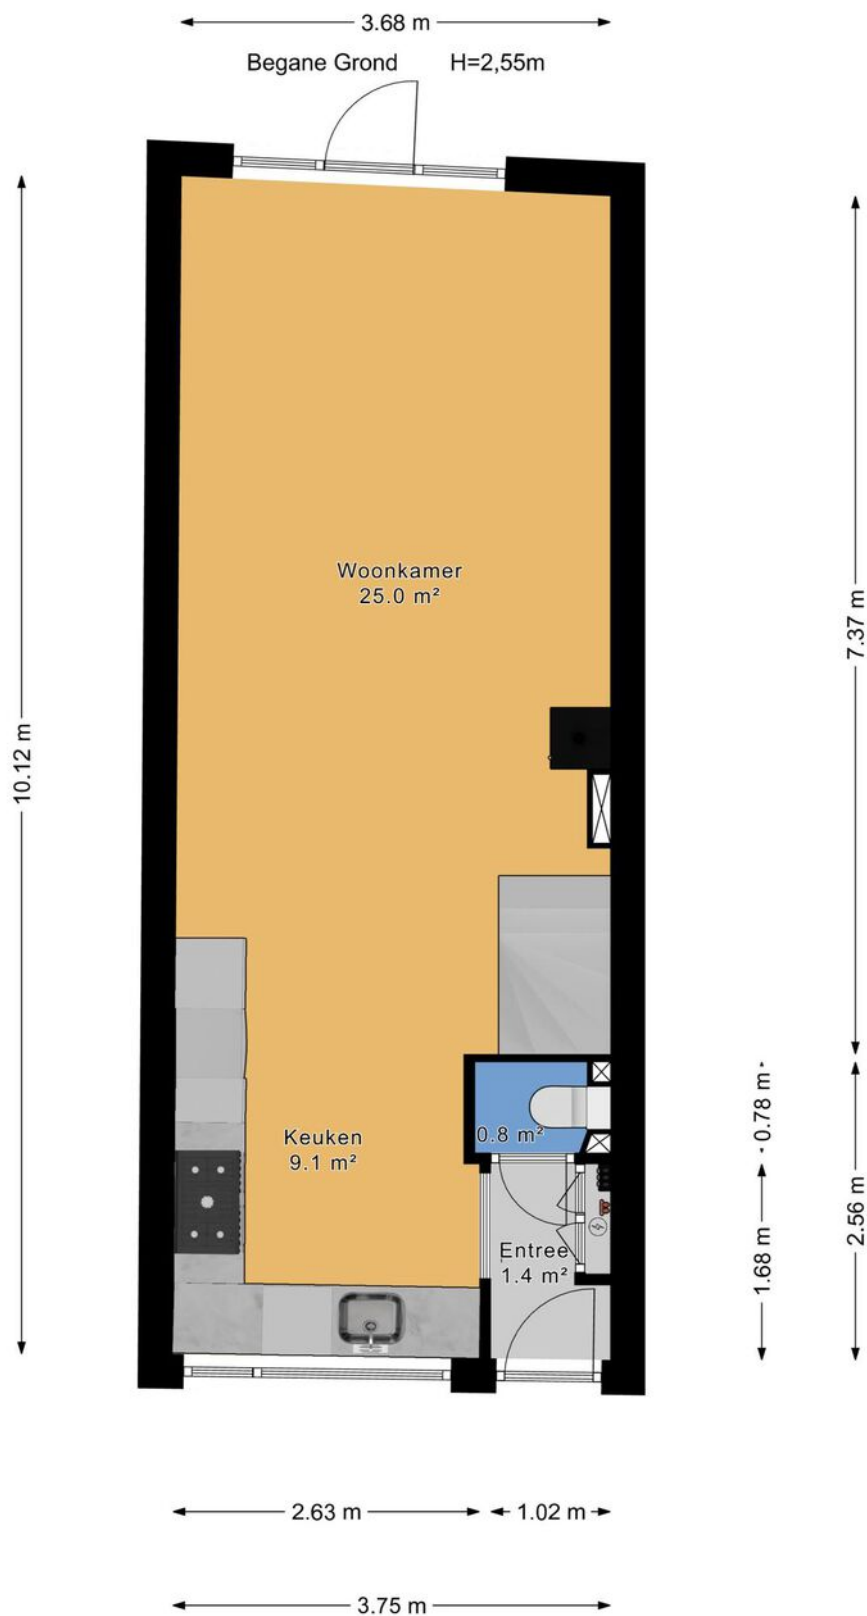 3.68 m
Begane Grond H=2,55m
Woonkamer
25.0 m²
7.37 m
10.12 m
0.78 m
0.8 m²
Keuken
9.1 m²
2.56 m
1.68 m
Entree
1.4 m²
2.63 m
1.02 m
3.75 m